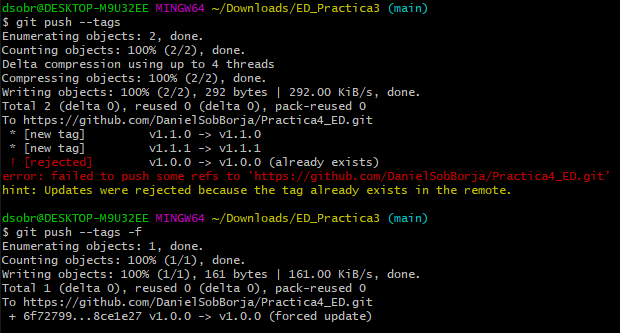 dsobr@DESKTOP-M9U32EE MINGW64 ~/Downloads/ED_Practica3 (main)
$ git push --tags
Enumerating objects: 2, done.
Counting objects: 100% (2/2), done.
Delta compression using up to 4 threads
Compressing objects: 100% (2/2), done.
Writing objects: 100% (2/2), 292 bytes | 292.00 KiB/s, done.
Total 2 (delta 0), reused 0 (delta 0), pack-reused 0
To https://github.com/DanielSobBorja/Practica4_ED.git
 * [new tag]         v1.1.0 -> v1.1.0
 * [new tag]         v1.1.1 -> v1.1.1
 ! [rejected]        v1.0.0 -> v1.0.0 (already exists)
error: failed to push some refs to 'https://github.com/DanielSobBorja/Practica4_ED.git'
hint: Updates were rejected because the tag already exists in the remote.
dsobr@DESKTOP-M9U32EE MINGW64 ~/Downloads/ED_Practica3 (main)
$ git push --tags -f
Enumerating objects: 1, done.
Counting objects: 100% (1/1), done.
Writing objects: 100% (1/1), 161 bytes | 161.00 KiB/s, done.
Total 1 (delta 0), reused 0 (delta 0), pack-reused 0
To https://github.com/DanielSobBorja/Practica4_ED.git
 + 6f72799...8ce1e27 v1.0.0 -> v1.0.0 (forced update)